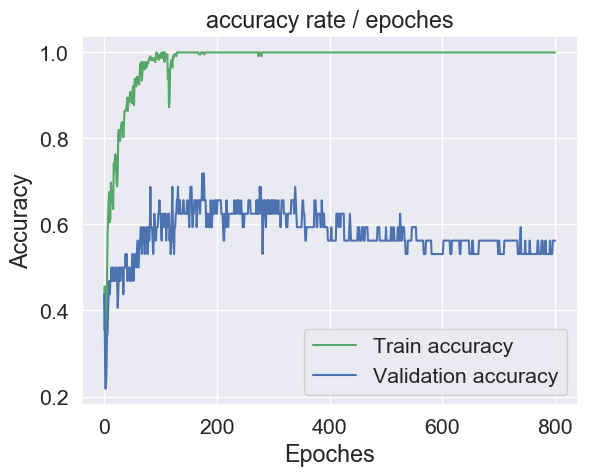 accuracy rate / epoches
1.0
0.8
0.6
0.4
0.2
Accuracy
Train accuracy
Validation accuracy
0 200 400 600 800
Epoches